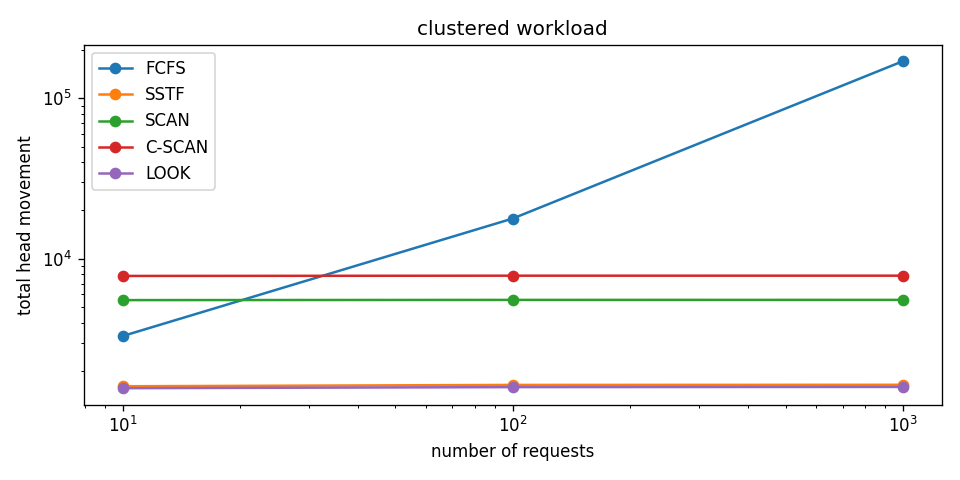 clustered workload
FCFS
SSTF
SCAN
C-SCAN
LOOK
total head movement
10^5
10^4
10^1 10^2 10^3
number of requests